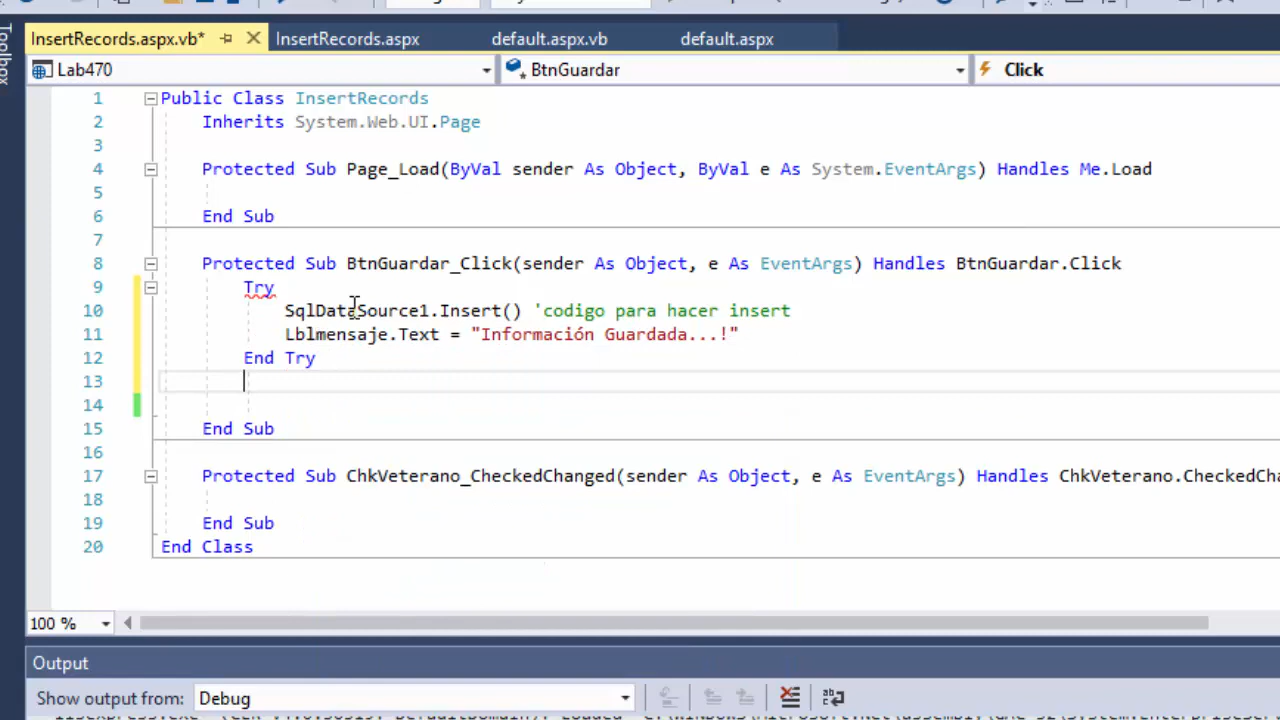 Toolbox
InsertRecords.aspx.vb* InsertRecords.aspx default.aspx.vb default.aspx
Lab470 BtnGuardar Click
1 Public Class InsertRecords
2 Inherits System.Web.UI.Page
3
4 Protected Sub Page_Load(ByVal sender As Object, ByVal e As System.EventArgs) Handles Me.Load
5
6 End Sub
7
8 Protected Sub BtnGuardar_Click(sender As Object, e As EventArgs) Handles BtnGuardar.Click
9 Try
10 SqlDataSource1.Insert() 'codigo para hacer insert
11 Lblmensaje.Text = "Información Guardada...!"
12 End Try
13
14
15 End Sub
16
17 Protected Sub ChkVeterano_CheckedChanged(sender As Object, e As EventArgs) Handles ChkVeterano.CheckedCha
18
19 End Sub
20 End Class
100 %
Output
Show output from: Debug